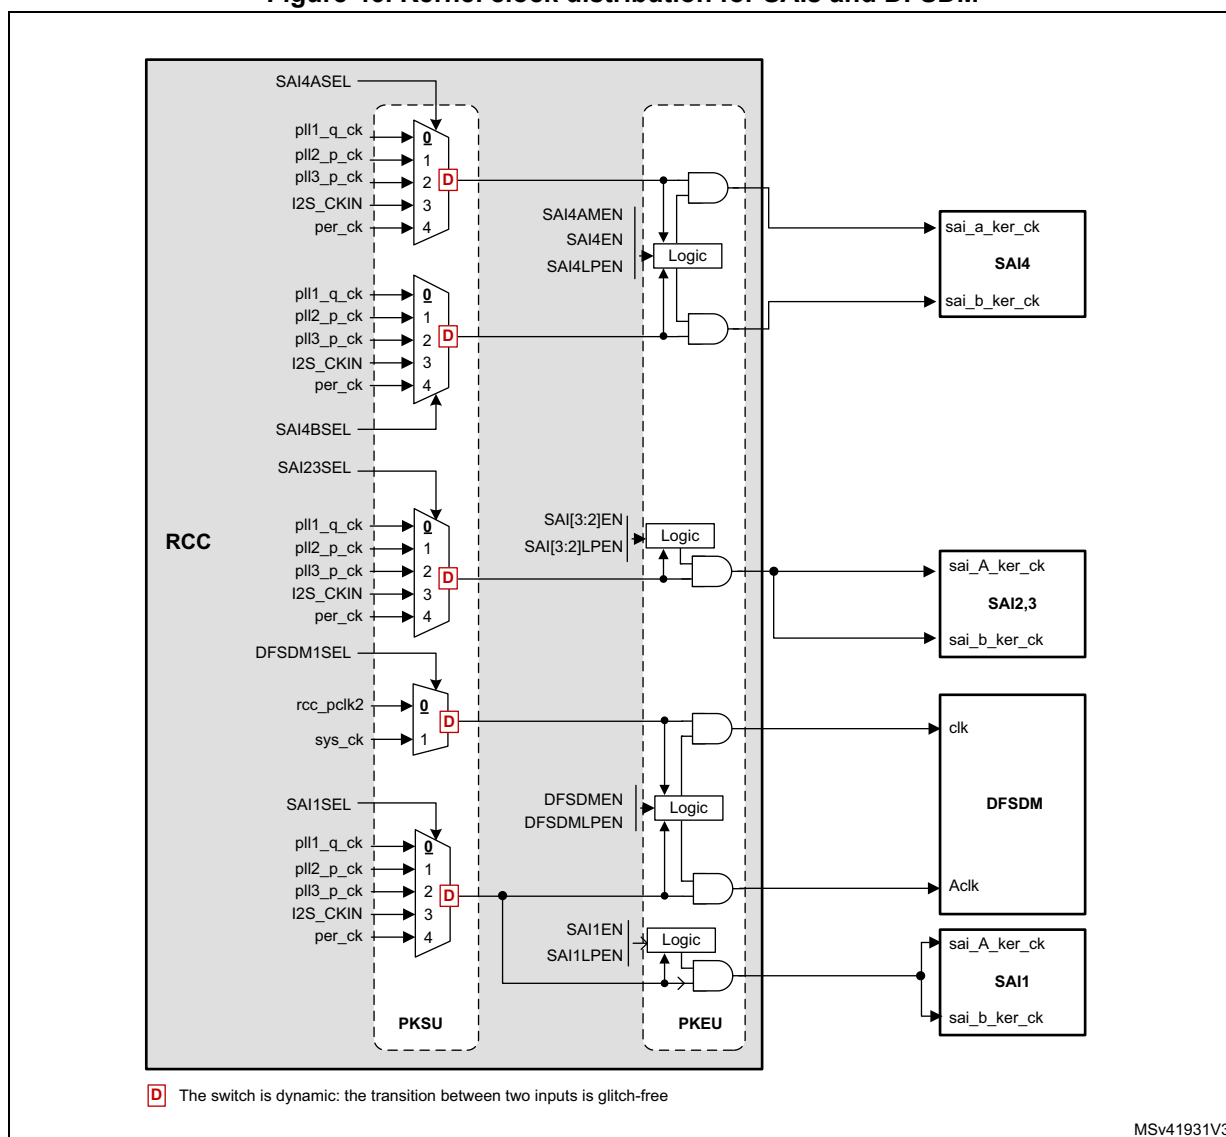 Figure 48. Kernel clock distribution for SAIs and DFSDM
RCC
SAI4ASEL
pll1_q_ck
pll2_p_ck
pll3_p_ck
I2S_CKIN
per_ck
0
1
2
3
4
D
SAI4AMEN
SAI4EN
SAI4LPEN
Logic
sai_a_ker_ck
SAI4
sai_b_ker_ck
pll1_q_ck
pll2_p_ck
pll3_p_ck
I2S_CKIN
per_ck
0
1
2
3
4
D
SAI4BSEL
SAI23SEL
pll1_q_ck
pll2_p_ck
pll3_p_ck
I2S_CKIN
per_ck
0
1
2
3
4
D
SAI[3:2]EN
SAI[3:2]LPEN
Logic
sai_A_ker_ck
SAI2,3
sai_b_ker_ck
DFSDM1SEL
rcc_pclk2
sys_ck
0
1
D
DFSDMEN
DFSDMLPEN
Logic
clk
DFSDM
Aclk
SAI1SEL
pll1_q_ck
pll2_p_ck
pll3_p_ck
I2S_CKIN
per_ck
0
1
2
3
4
D
SAI1EN
SAI1LPEN
Logic
sai_A_ker_ck
SAI1
sai_b_ker_ck
PKSU
PKEU
D The switch is dynamic: the transition between two inputs is glitch-free
MSv41931V3